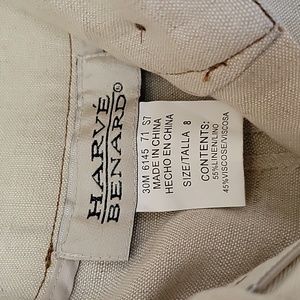 HARVÉ
BENARD®
30M 6145 71 S7
MADE IN CHINA
HECHO EN CHINA
SIZE/TALLA 8
CONTENTS:
55%LINEN/LINO
45%VISCOSE/VISCOSA